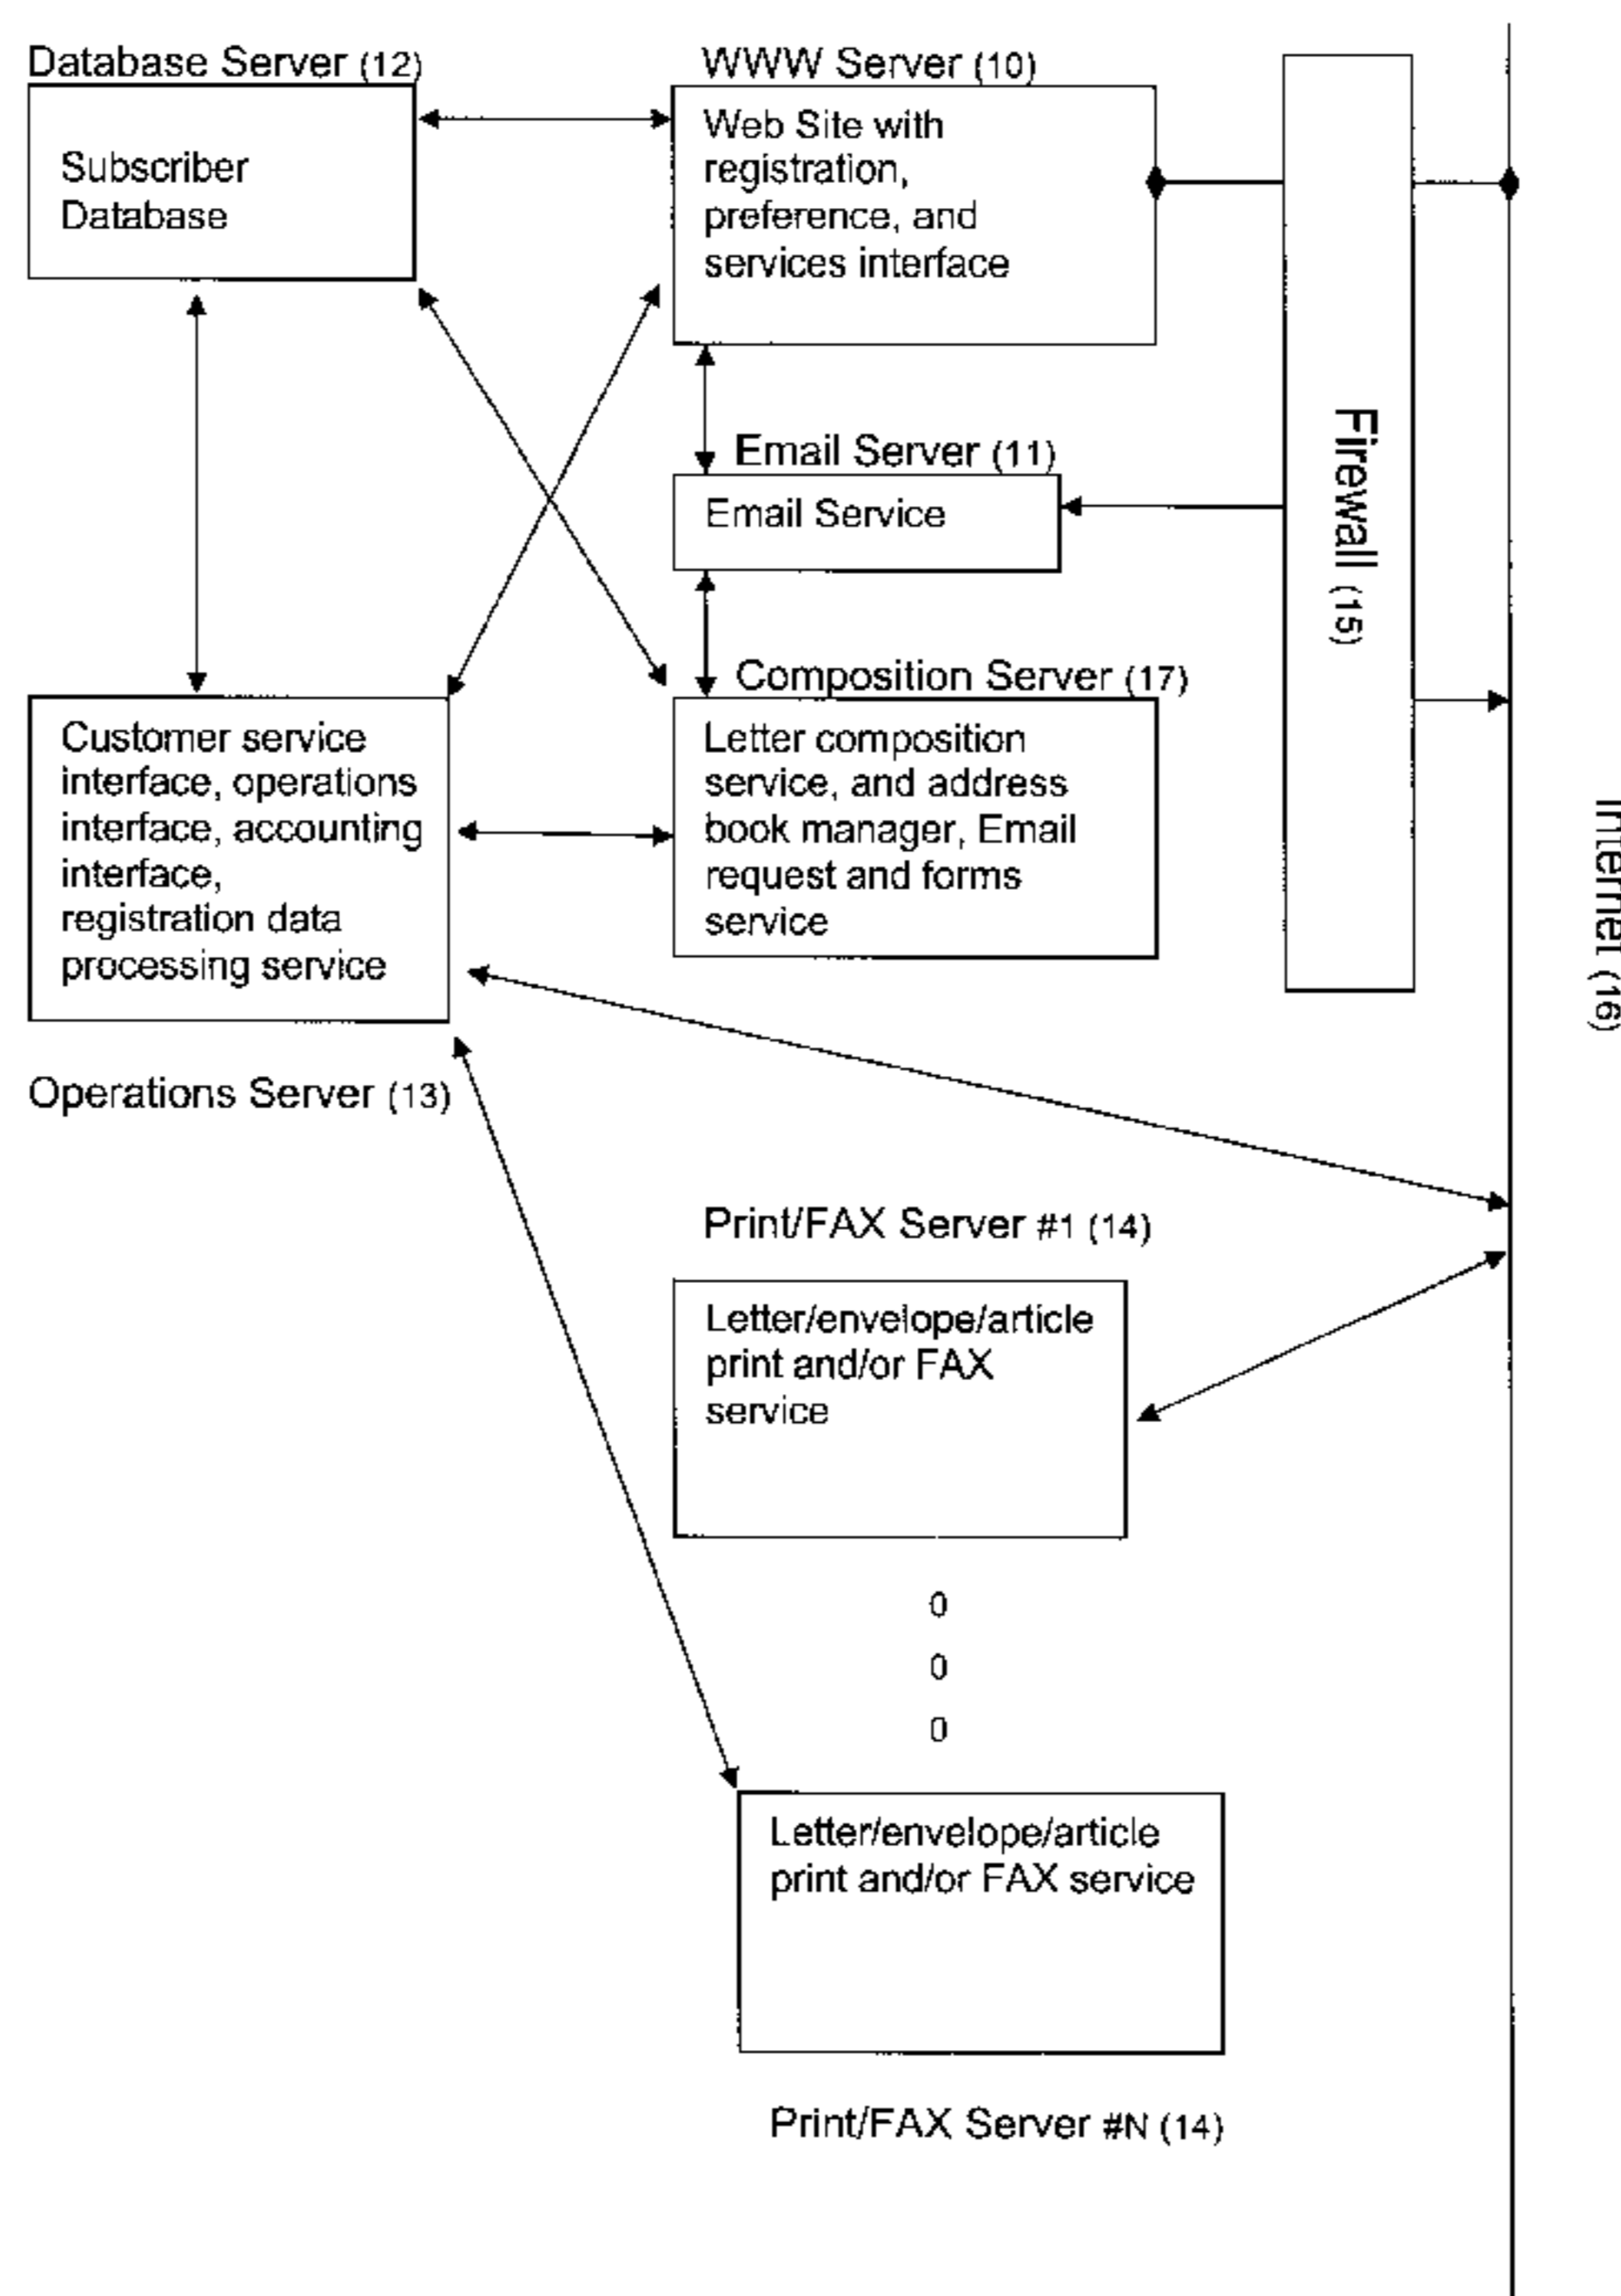 Database Server (12)
Subscriber
Database
WWW Server (10)
Web Site with
registration,
preference, and
services interface
Email Server (11)
Email Service
Firewall (15)
Composition Server (17)
Letter composition
service, and address
book manager, Email
request and forms
service
Customer service
interface, operations
interface, accounting
interface,
registration data
processing service
Operations Server (13)
Internet (16)
Print/FAX Server #1 (14)
Letter/envelope/article
print and/or FAX
service
0
0
0
Letter/envelope/article
print and/or FAX service
Print/FAX Server #N (14)